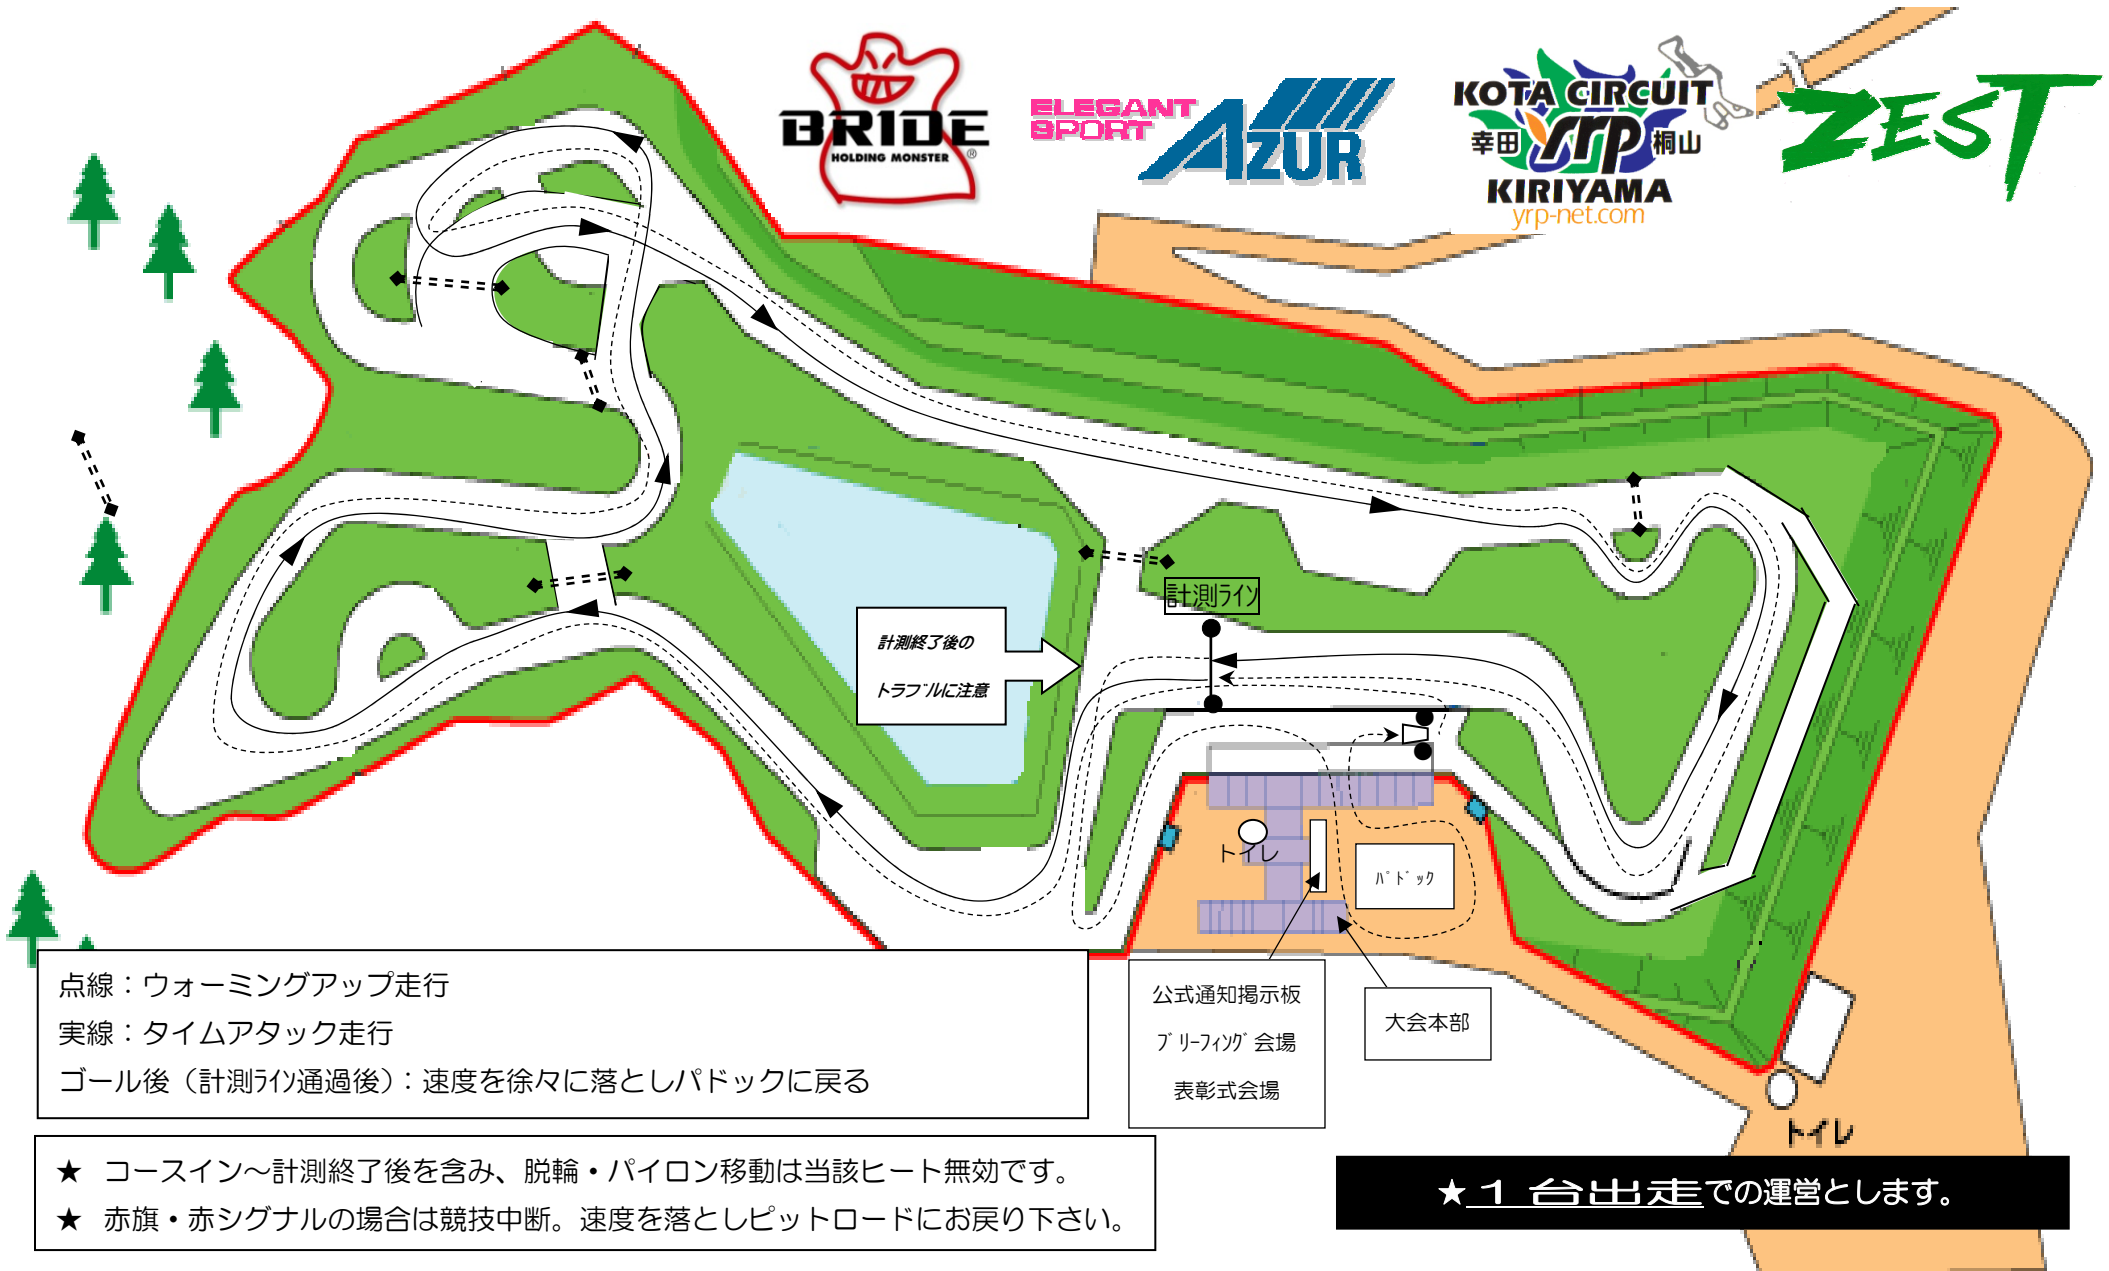 BRIDE
HOLDING MONSTER
®
ELEGANT
SPORT
AZUR
KOTA CIRCUIT
幸田 yrp 桐山
KIRIYAMA
yrp-net.com
ZEST
計測ﾗｲﾝ
計測終了後の
ﾄﾗﾌﾞﾙに注意
トイレ
ﾊﾟﾄﾞｯｸ
公式通知掲示板
ﾌﾞﾘｰﾌｨﾝｸﾞ会場
表彰式会場
大会本部
トイレ
点線：ウォーミングアップ走行
実線：タイムアタック走行
ゴール後（計測ﾗｲﾝ通過後）：速度を徐々に落としパドックに戻る
★ コースイン～計測終了後を含み、脱輪・パイロン移動は当該ヒート無効です。
★ 赤旗・赤シグナルの場合は競技中断。速度を落としピットロードにお戻り下さい。
★１台出走での運営とします。